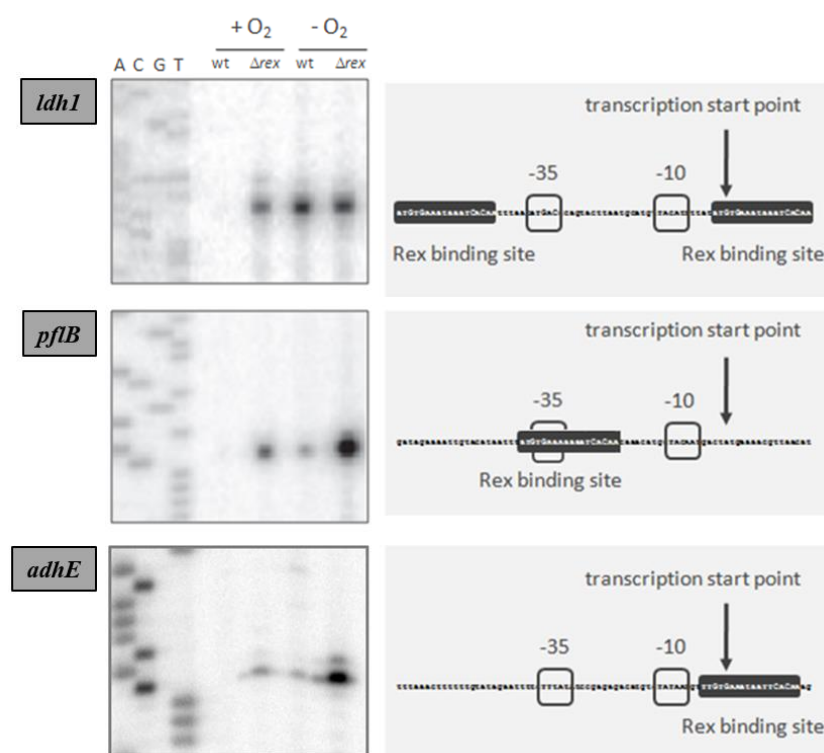 + O₂ - O₂
A C G T wt Δrex wt Δrex
ldh1
transcription start point
-35 -10
Rex binding site Rex binding site
pflB
transcription start point
-35 -10
Rex binding site
adhE
transcription start point
-35 -10
Rex binding site